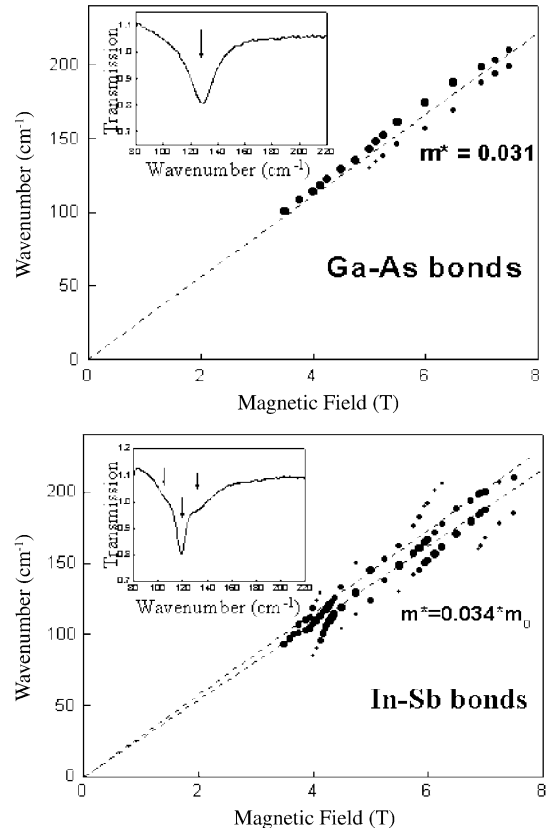 1.1
1.0
0.9
0.8
Transmission
80 100 120 140 160 180 200 220
Wavenumber (cm-1)
200
150
100
50
0
Wavenumber (cm-1)
m* = 0.031
Ga-As bonds
0 2 4 6 8
Magnetic Field (T)
1.2
1.1
1.0
0.9
0.8
0.7
Transmission
80 100 120 140 160 180 200 220
Wavenumber (cm-1)
200
150
100
50
0
Wavenumber (cm-1)
m*=0.034*m0
In-Sb bonds
0 2 4 6 8
Magnetic Field (T)